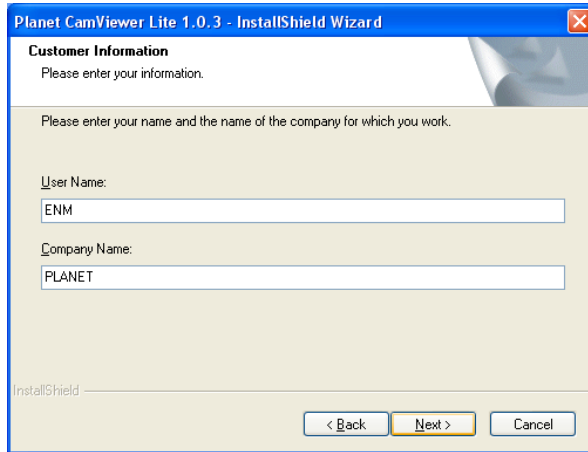 Planet CamViewer Lite 1.0.3 - InstallShield Wizard
Customer Information
Please enter your information.
Please enter your name and the name of the company for which you work.
User Name:
ENM
Company Name:
PLANET
InstallShield
< Back Next > Cancel